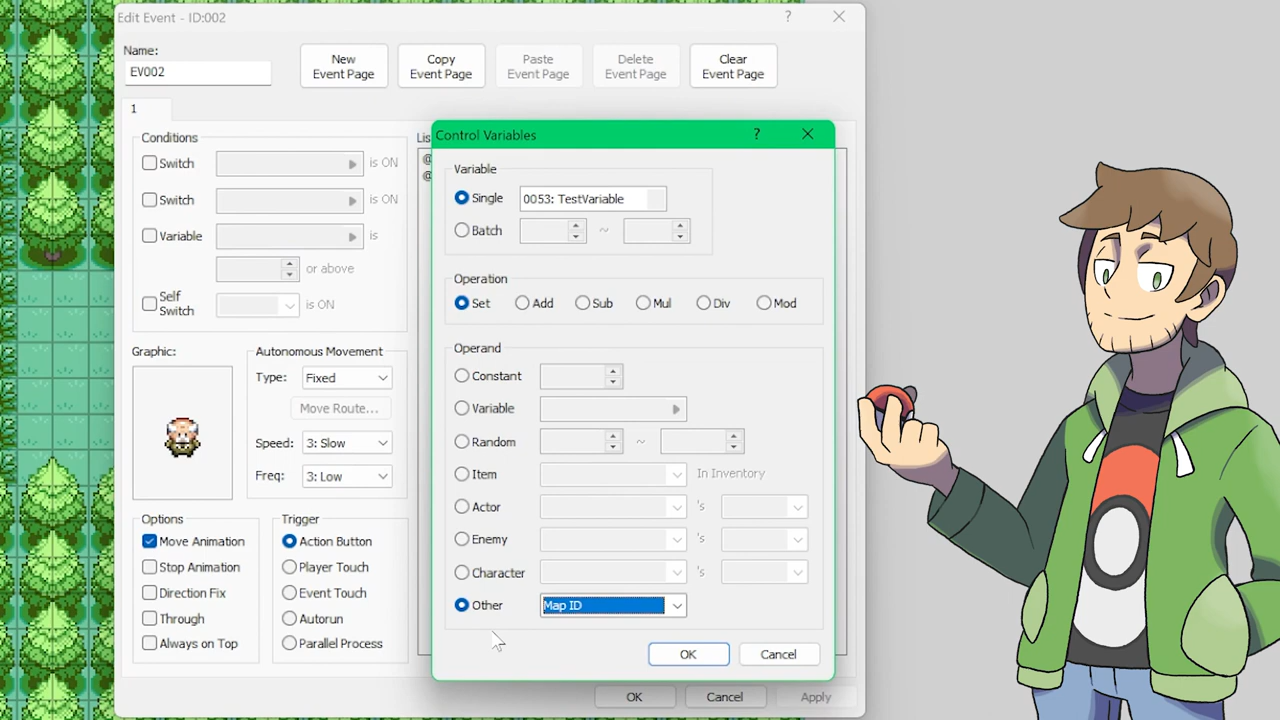 Edit Event - ID:002
?
Name:
EV002
New
Event Page
Copy
Event Page
Paste
Event Page
Delete
Event Page
Clear
Event Page
1
Conditions
Switch
is ON
Switch
is ON
Variable
is
or above
Self
Switch
is ON
Graphic:
Autonomous Movement
Type:
Fixed
Move Route...
Speed:
3: Slow
Freq:
3: Low
Options
Move Animation
Stop Animation
Direction Fix
Through
Always on Top
Trigger
Action Button
Player Touch
Event Touch
Autorun
Parallel Process
Lis
@
@
Control Variables
?
Variable
Single
0053: TestVariable
Batch
~
Operation
Set
Add
Sub
Mul
Div
Mod
Operand
Constant
Variable
Random
~
Item
In Inventory
Actor
's
Enemy
's
Character
's
Other
Map ID
OK
Cancel
OK
Cancel
Apply